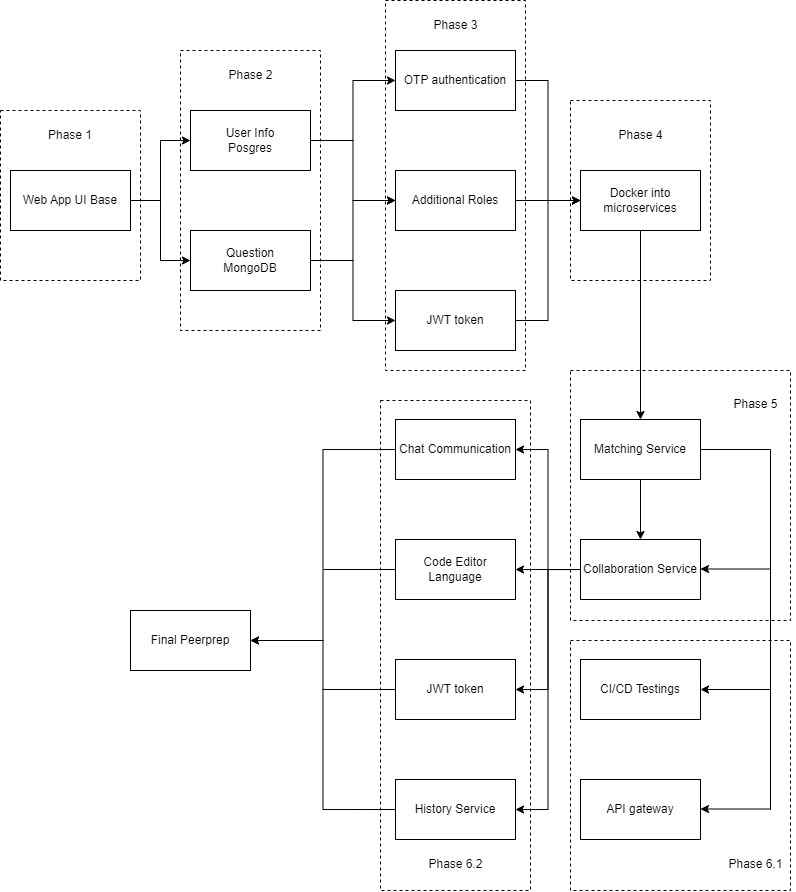 Phase 1
Web App UI Base
Phase 2
User Info
Posgres
Question
MongoDB
Phase 3
OTP authentication
Additional Roles
JWT token
Phase 4
Docker into
microservices
Phase 5
Matching Service
Collaboration Service
CI/CD Testings
API gateway
Phase 6.1
Chat Communication
Code Editor
Language
JWT token
History Service
Phase 6.2
Final Peerprep